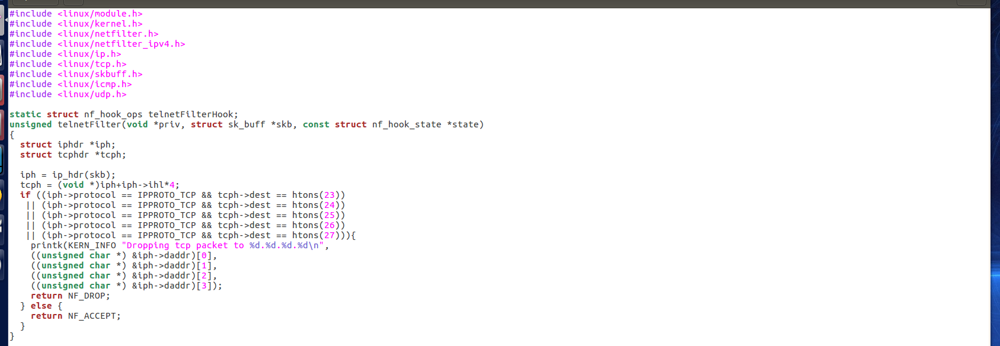 #include <linux/module.h>
#include <linux/kernel.h>
#include <linux/netfilter.h>
#include <linux/netfilter_ipv4.h>
#include <linux/ip.h>
#include <linux/tcp.h>
#include <linux/skbuff.h>
#include <linux/icmp.h>
#include <linux/udp.h>

static struct nf_hook_ops telnetFilterHook;
unsigned telnetFilter(void *priv, struct sk_buff *skb, const struct nf_hook_state *state)
{
  struct iphdr *iph;
  struct tcphdr *tcph;

  iph = ip_hdr(skb);
  tcph = (void *)iph+iph->ihl*4;
  if ((iph->protocol == IPPROTO_TCP && tcph->dest == htons(23))
   || (iph->protocol == IPPROTO_TCP && tcph->dest == htons(24))
   || (iph->protocol == IPPROTO_TCP && tcph->dest == htons(25))
   || (iph->protocol == IPPROTO_TCP && tcph->dest == htons(26))
   || (iph->protocol == IPPROTO_TCP && tcph->dest == htons(27))){
    printk(KERN_INFO "Dropping tcp packet to %d.%d.%d.%d\n",
    ((unsigned char *) &iph->daddr)[0],
    ((unsigned char *) &iph->daddr)[1],
    ((unsigned char *) &iph->daddr)[2],
    ((unsigned char *) &iph->daddr)[3]);
    return NF_DROP;
  } else {
    return NF_ACCEPT;
  }
}